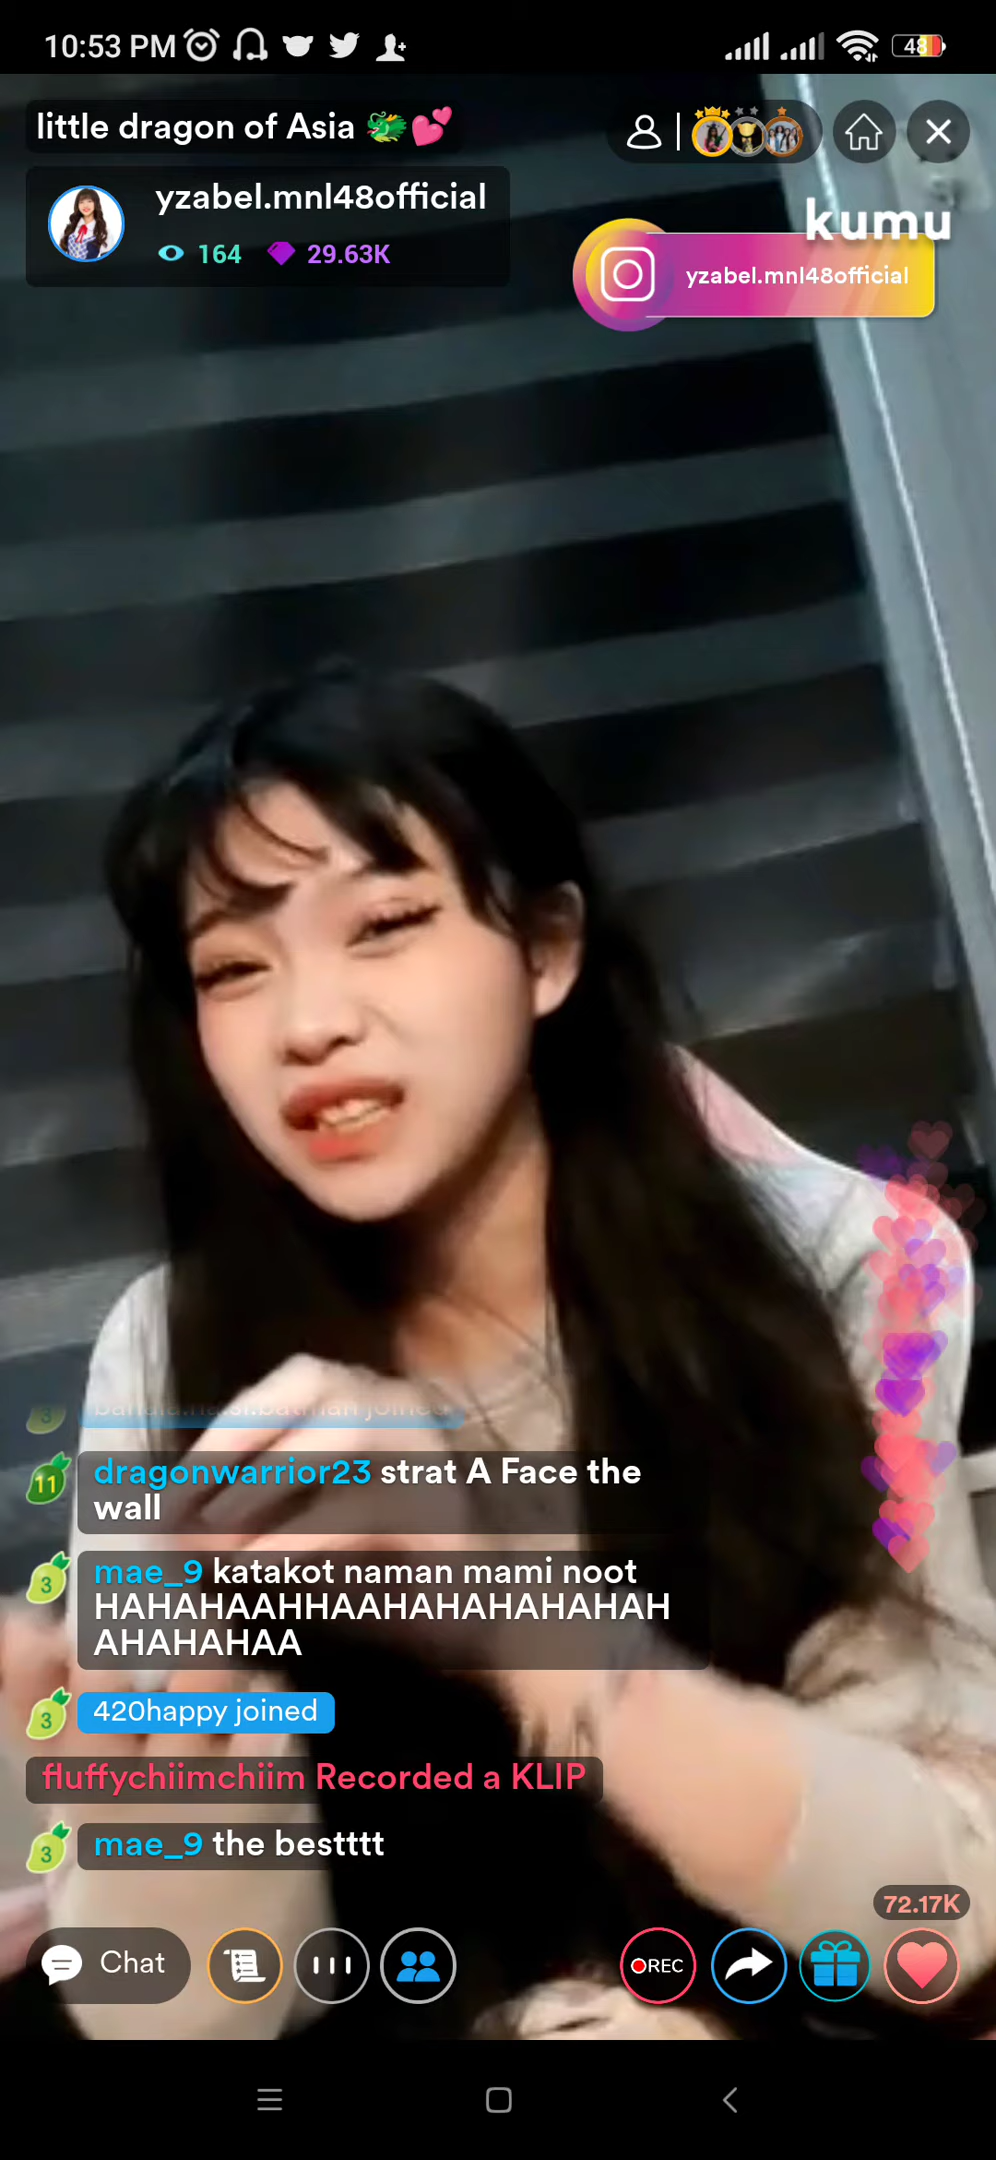 10:53 PM
48
little dragon of Asia 🐲💕
yzabel.mnl48official
164 29.63K
kumu
yzabel.mnl48official
3 joined
11 dragonwarrior23 strat A Face the
wall
3 mae_9 katakot naman mami noot
HAHAHAAHHAAHAHAHAHAHAH
AHAHAHAA
3 420happy joined
fluffychiimchiim Recorded a KLIP
3 mae_9 the bestttt
72.17K
Chat
REC